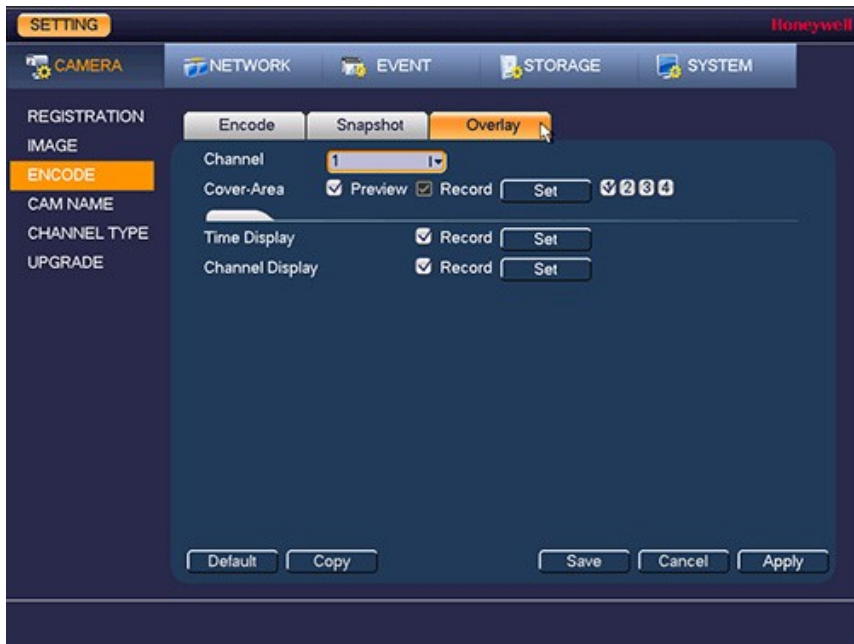 SETTING
Honeywell
CAMERA NETWORK EVENT STORAGE SYSTEM
REGISTRATION
IMAGE
ENCODE
CAM NAME
CHANNEL TYPE
UPGRADE
Encode Snapshot Overlay
Channel 1
Cover-Area Preview Record Set 2 3 4
Time Display Record Set
Channel Display Record Set
Default Copy Save Cancel Apply